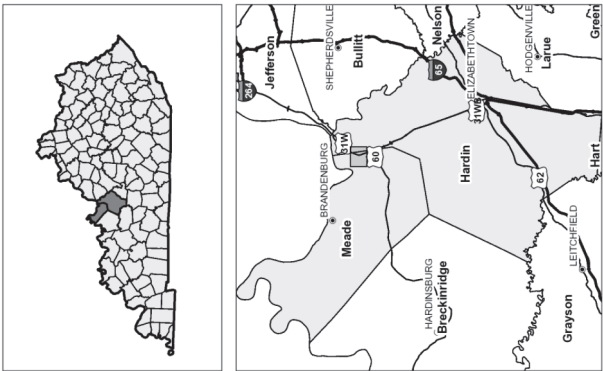 Jefferson
SHEPHERDSVILLE
Bullitt
Nelson
HODGENVILLE
Larue
Green
264
65
ELIZABETHTOWN
31W
31WB
60
BRANDENBURG
Meade
Hardin
62
Hart
HARDINSBURG
Breckinridge
LEITCHFIELD
Grayson